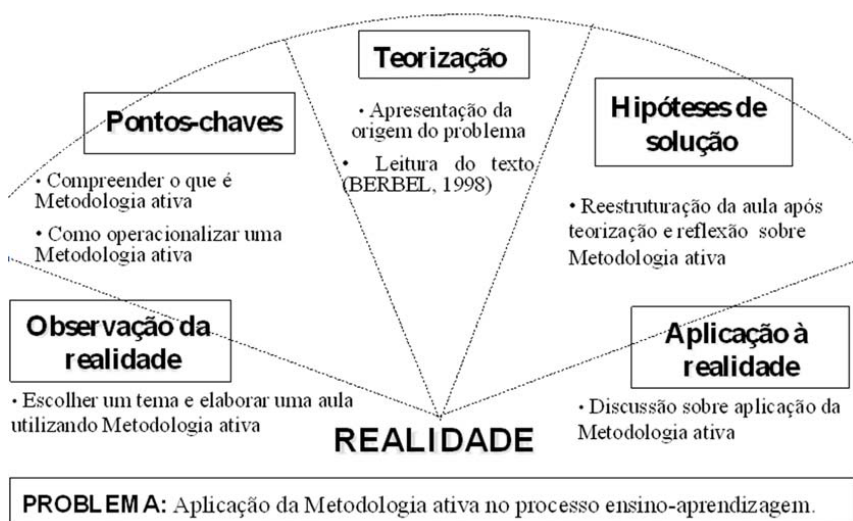 Teorização
• Apresentação da
origem do problema
• Leitura do texto
(BERBEL, 1998)
Pontos-chaves
• Compreender o que é
Metodologia ativa
• Como operacionalizar uma
Metodologia ativa
Hipóteses de
solução
• Reestruturação da aula após
teorização e reflexão sobre
Metodologia ativa
Observação da
realidade
• Escolher um tema e elaborar uma aula
utilizando Metodologia ativa
Aplicação à
realidade
• Discussão sobre aplicação da
Metodologia ativa
REALIDADE
PROBLEMA: Aplicação da Metodologia ativa no processo ensino-aprendizagem.